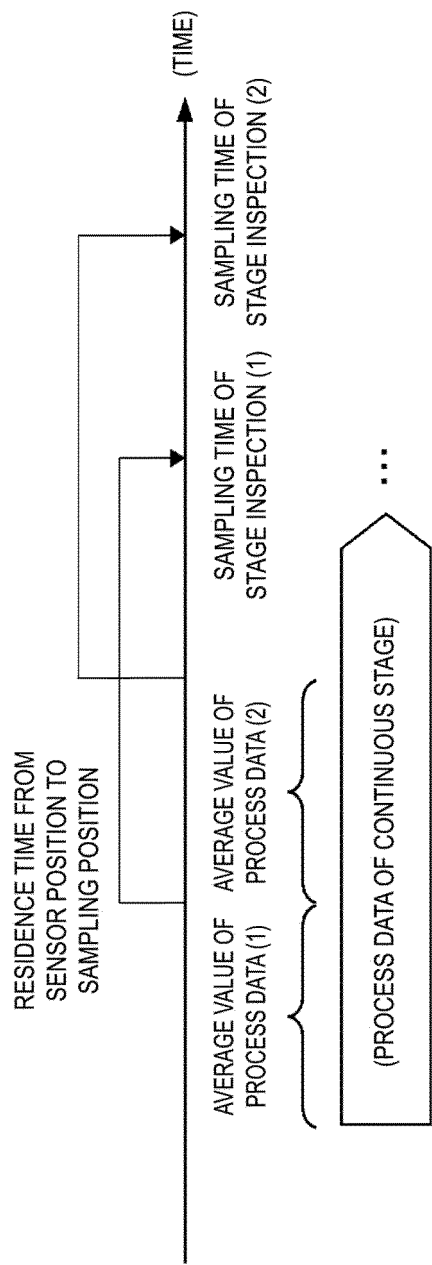 RESIDENCE TIME FROM
SENSOR POSITION TO
SAMPLING POSITION
(TIME)
AVERAGE VALUE OF
PROCESS DATA (1)
AVERAGE VALUE OF
PROCESS DATA (2)
SAMPLING TIME OF
STAGE INSPECTION (1)
SAMPLING TIME OF
STAGE INSPECTION (2)
(PROCESS DATA OF CONTINUOUS STAGE)
...